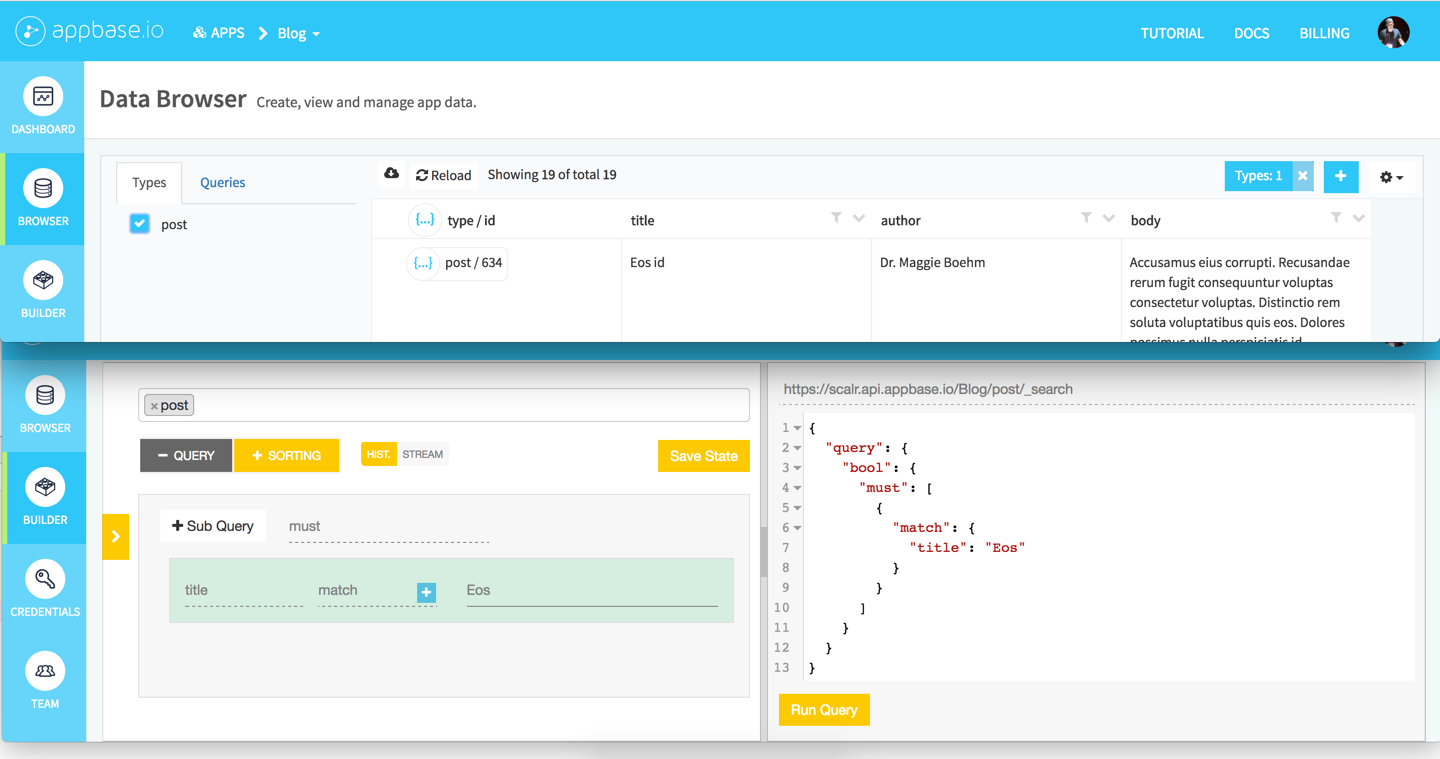 appbase.io APPS Blog TUTORIAL DOCS BILLING
DASHBOARD
BROWSER
BUILDER
Data Browser Create, view and manage app data.
Types Queries
post
Reload Showing 19 of total 19 Types: 1
{...} type / id title author body
{...} post / 634 Eos id Dr. Maggie Boehm Accusamus eius corrupti. Recusandae
rerum fugit consequuntur voluptas
consectetur voluptas. Distinctio rem
soluta voluptatibus quis eos. Dolores
possimus nulla perspiciatis id
BROWSER
BUILDER
CREDENTIALS
TEAM
× post
− QUERY + SORTING HIST. STREAM Save State
+ Sub Query must
title match + Eos
https://scalr.api.appbase.io/Blog/post/_search
1 {
2 "query": {
3 "bool": {
4 "must": [
5 {
6 "match": {
7 "title": "Eos"
8 }
9 }
10 ]
11 }
12 }
13 }
Run Query